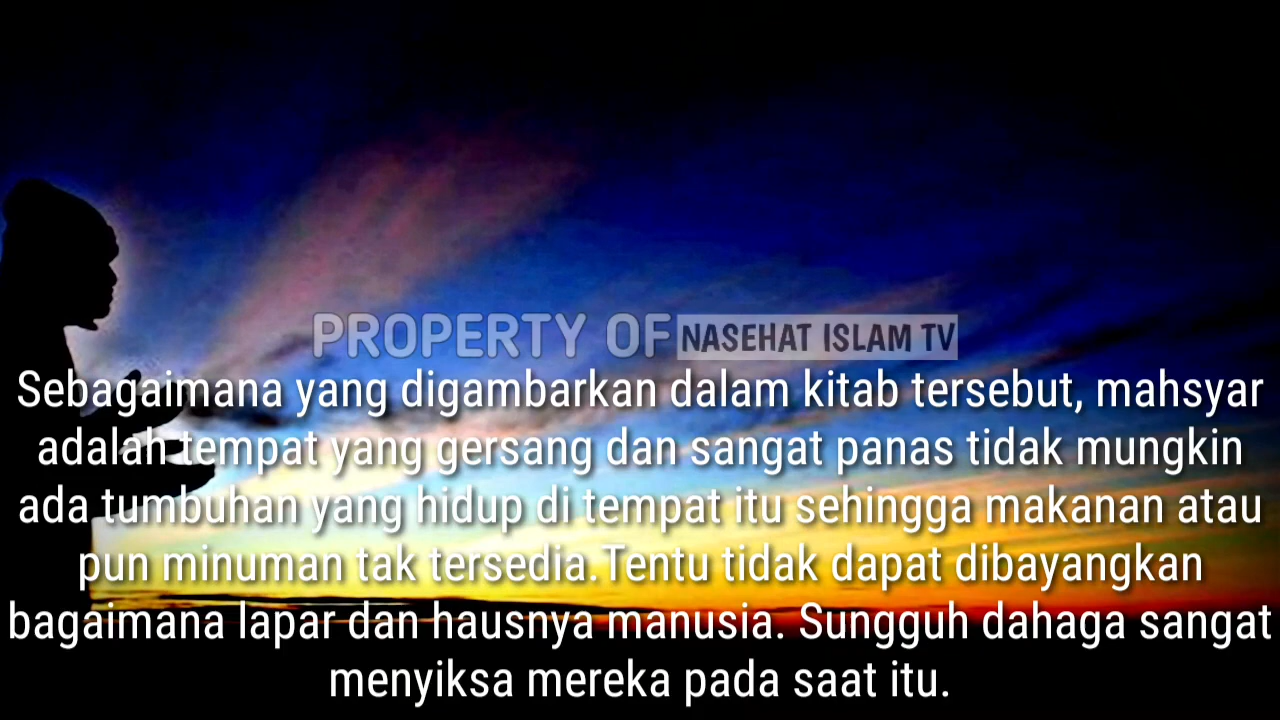 PROPERTY OF NASEHAT ISLAM TV
Sebagaimana yang digambarkan dalam kitab tersebut, mahsyar
adalah tempat yang gersang dan sangat panas tidak mungkin
ada tumbuhan yang hidup di tempat itu sehingga makanan atau
pun minuman tak tersedia.Tentu tidak dapat dibayangkan
bagaimana lapar dan hausnya manusia. Sungguh dahaga sangat
menyiksa mereka pada saat itu.